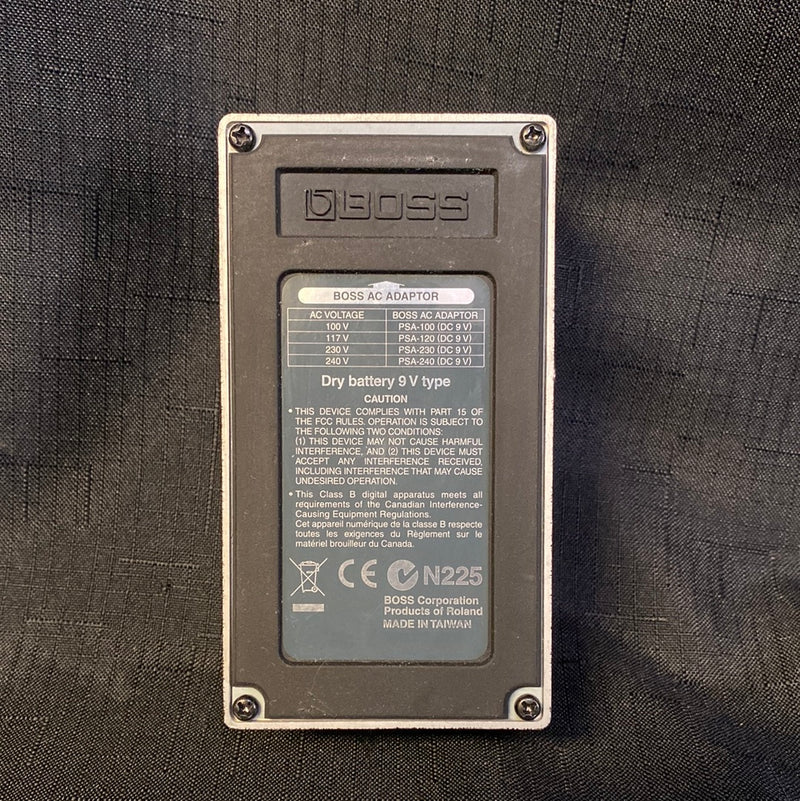 BOSS
BOSS AC ADAPTOR
AC VOLTAGE BOSS AC ADAPTOR
100 V PSA-100 (DC 9 V)
117 V PSA-120 (DC 9 V)
230 V PSA-230 (DC 9 V)
240 V PSA-240 (DC 9 V)
Dry battery 9 V type
CAUTION
• THIS DEVICE COMPLIES WITH PART 15 OF
THE FCC RULES. OPERATION IS SUBJECT TO
THE FOLLOWING TWO CONDITIONS:
(1) THIS DEVICE MAY NOT CAUSE HARMFUL
INTERFERENCE, AND (2) THIS DEVICE MUST
ACCEPT ANY INTERFERENCE RECEIVED,
INCLUDING INTERFERENCE THAT MAY CAUSE
UNDESIRED OPERATION.
• This Class B digital apparatus meets all
requirements of the Canadian Interference-
Causing Equipment Regulations.
Cet appareil numérique de la classe B respecte
toutes les exigences du Règlement sur le
matériel brouilleur du Canada.
CE N225
BOSS Corporation
Products of Roland
MADE IN TAIWAN